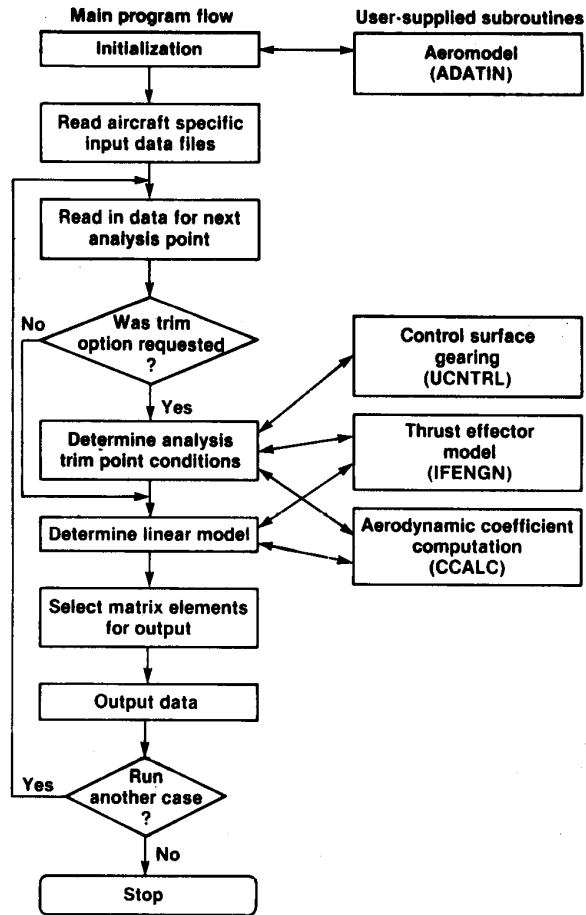 Main program flow
User-supplied subroutines
Initialization
Aeromodel
(ADATIN)
Read aircraft specific
input data files
Read in data for next
analysis point
No
Was trim
option requested
?
Yes
Control surface
gearing
(UCNTRL)
Determine analysis
trim point conditions
Thrust effector
model
(IFENGN)
Determine linear model
Aerodynamic coefficient
computation
(CCALC)
Select matrix elements
for output
Output data
Yes
Run
another case
?
No
Stop